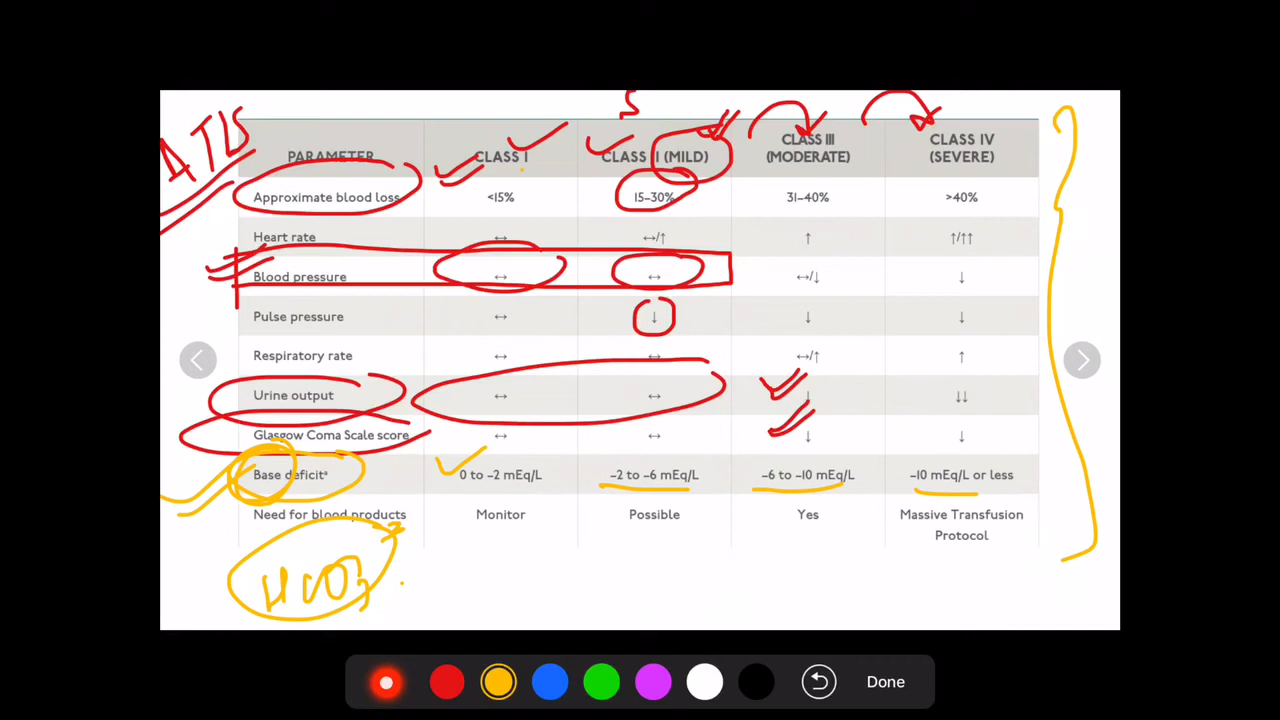 ATLS
PARAMETER CLASS I CLASS II (MILD) CLASS III (MODERATE) CLASS IV (SEVERE)
Approximate blood loss <15% 15–30% 31–40% >40%
Heart rate ↔ ↔/↑ ↑ ↑/↑↑
Blood pressure ↔ ↔ ↔/↓ ↓
Pulse pressure ↔ ↓ ↓ ↓
Respiratory rate ↔ ↔ ↔/↑ ↑
Urine output ↔ ↔ ↓ ↓↓
Glasgow Coma Scale score ↔ ↔ ↓ ↓
Base deficitᵃ 0 to –2 mEq/L –2 to –6 mEq/L –6 to –10 mEq/L –10 mEq/L or less
Need for blood products Monitor Possible Yes Massive Transfusion Protocol
HCO3
Done